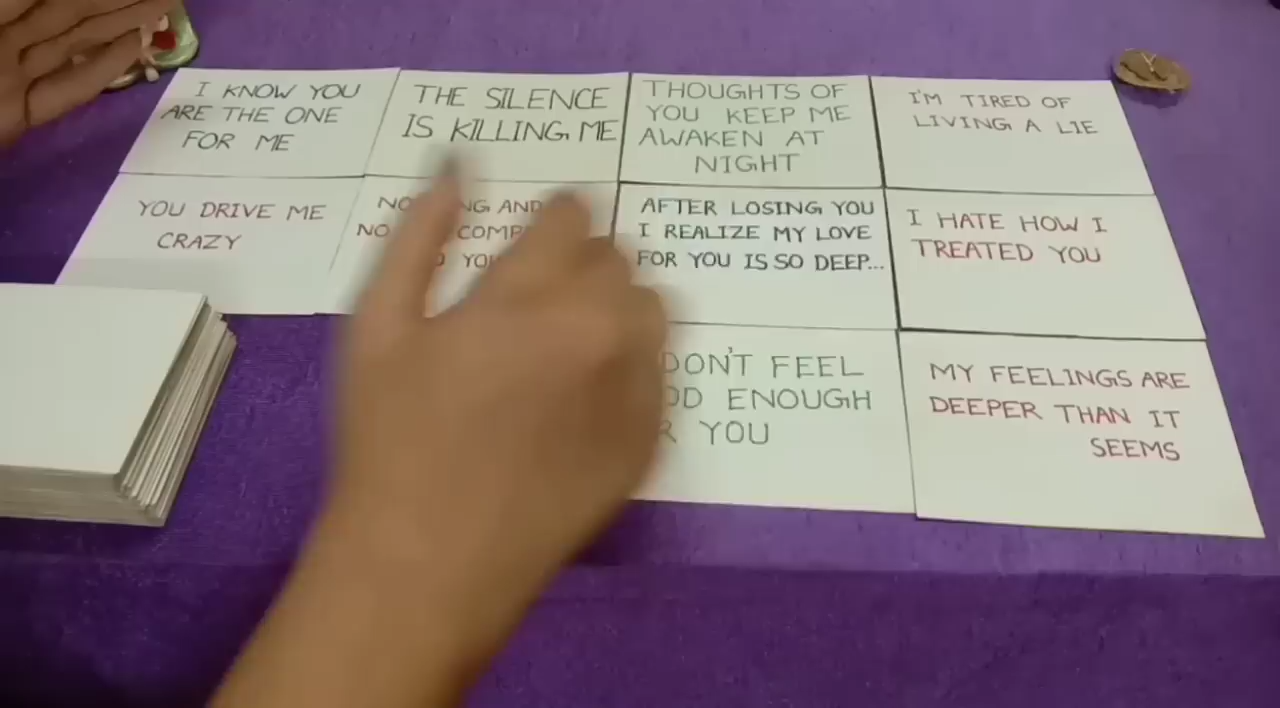 I KNOW YOU
ARE THE ONE
FOR ME
THE SILENCE
IS KILLING ME
THOUGHTS OF
YOU KEEP ME
AWAKEN AT
NIGHT
I'M TIRED OF
LIVING A LIE
YOU DRIVE ME
CRAZY
AND
AFTER LOSING YOU
I REALIZE MY LOVE
FOR YOU IS SO DEEP...
I HATE HOW I
TREATED YOU
DON'T FEEL
ENOUGH
YOU
MY FEELINGS ARE
DEEPER THAN IT
SEEMS